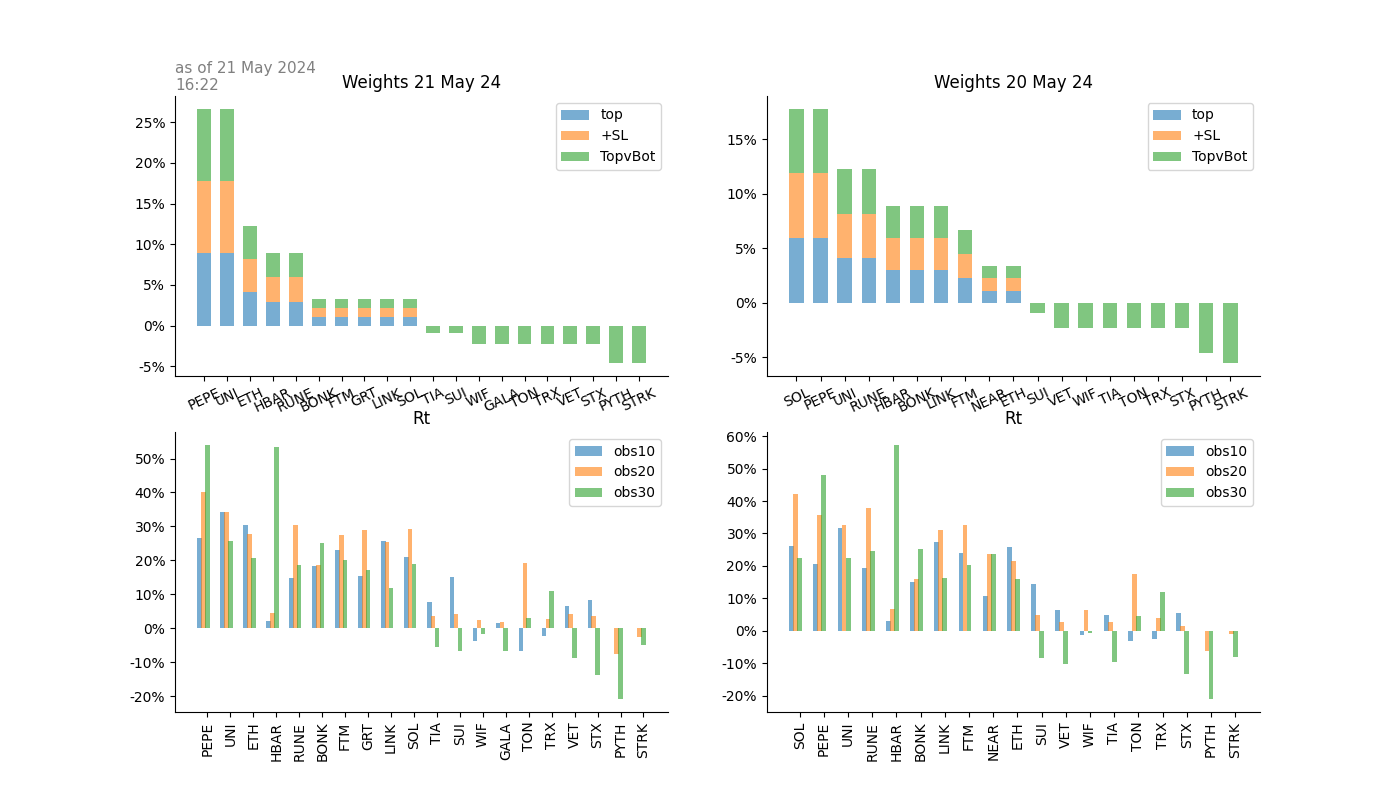 as of 21 May 2024
16:22
Weights 21 May 24
25%
20%
15%
10%
5%
0%
-5%
top
+SL
TopvBot
PEPE UNI ETH HBAR RUNE BONK FTM GRT LINK SOL TIA SUI WIF GALA TON TRX VET STX PYTH STRK
Weights 20 May 24
15%
10%
5%
0%
-5%
top
+SL
TopvBot
SOL PEPE UNI RUNE HBAR BONK LINK FTM NEAR ETH SUI VET WIF TIA TON TRX STX PYTH STRK
Rt
50%
40%
30%
20%
10%
0%
-10%
-20%
obs10
obs20
obs30
PEPE UNI ETH HBAR RUNE BONK FTM GRT LINK SOL TIA SUI WIF GALA TON TRX VET STX PYTH STRK
Rt
60%
50%
40%
30%
20%
10%
0%
-10%
-20%
obs10
obs20
obs30
SOL PEPE UNI RUNE HBAR BONK LINK FTM NEAR ETH SUI VET WIF TIA TON TRX STX PYTH STRK